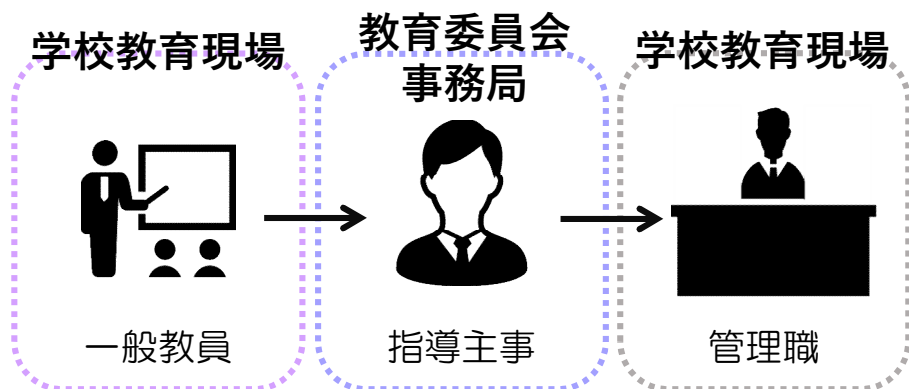 学校教育現場
教育委員会
事務局
学校教育現場
一般教員
指導主事
管理職